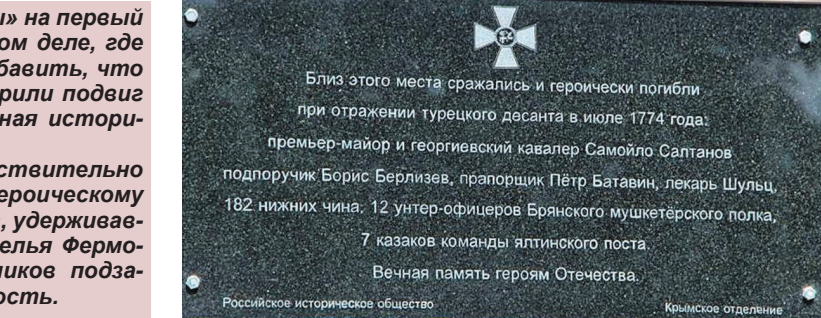 ы» на первый
ом деле, где
бавить, что
рили подвиг
ная истори-
ствительно
ероическому
, удерживав-
елья Фермо-
ников подза-
ость.
Близ этого места сражались и героически погибли
при отражении турецкого десанта в июле 1774 года:
премьер-майор и георгиевский кавалер Самойло Салтанов
подпоручик Борис Берлизев, прапорщик Пётр Батавин, лекарь Шульц,
182 нижних чина, 12 унтер-офицеров Брянского мушкетёрского полка,
7 казаков команды ялтинского поста.
Вечная память героям Отечества.
Российское историческое общество
Крымское отделение